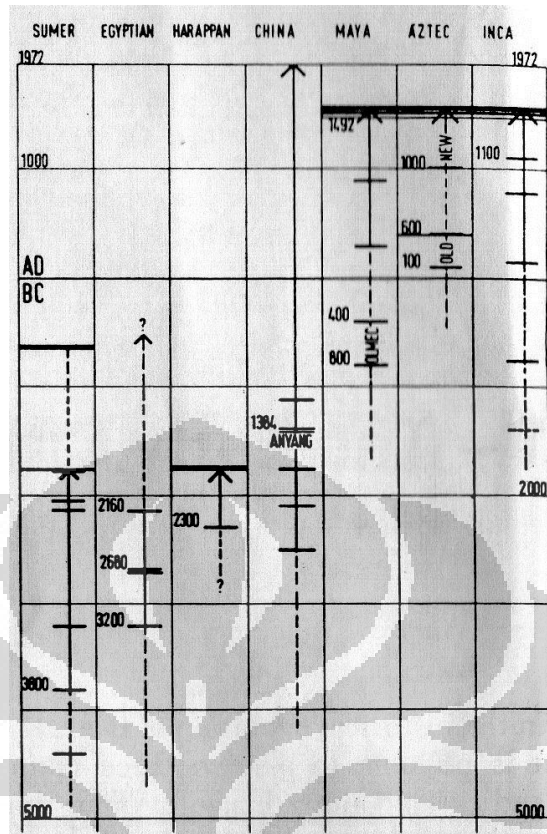 SUMER EGYPTIAN HARAPPAN CHINA MAYA AZTEC INCA
1972 1972
1492
NEW
1000 1000 1100
600
OLD
AD 100
BC
?
400
OLMEC
800
1384
ANYANG
2000
2160
2300
2680
?
3200
3800
5000 5000